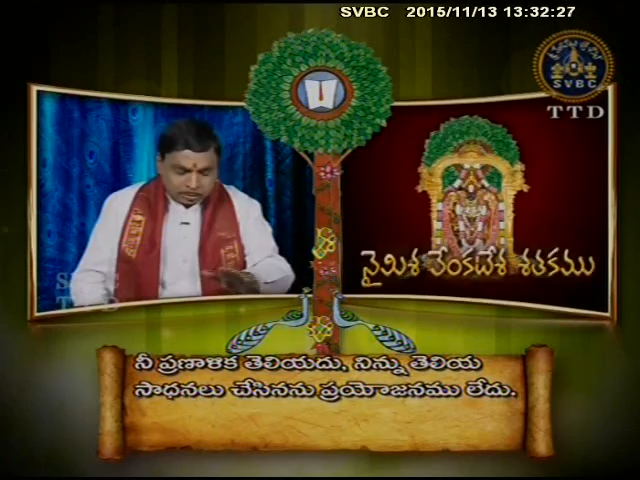 SVBC 2015/11/13 13:32:27
SVBC
TTD
నైమిశ వేంకటేశ శతకము
నీ ప్రణాళిక తెలియదు. నిన్ను తెలియ
సాధనలు చేసినను ప్రయోజనము లేదు.